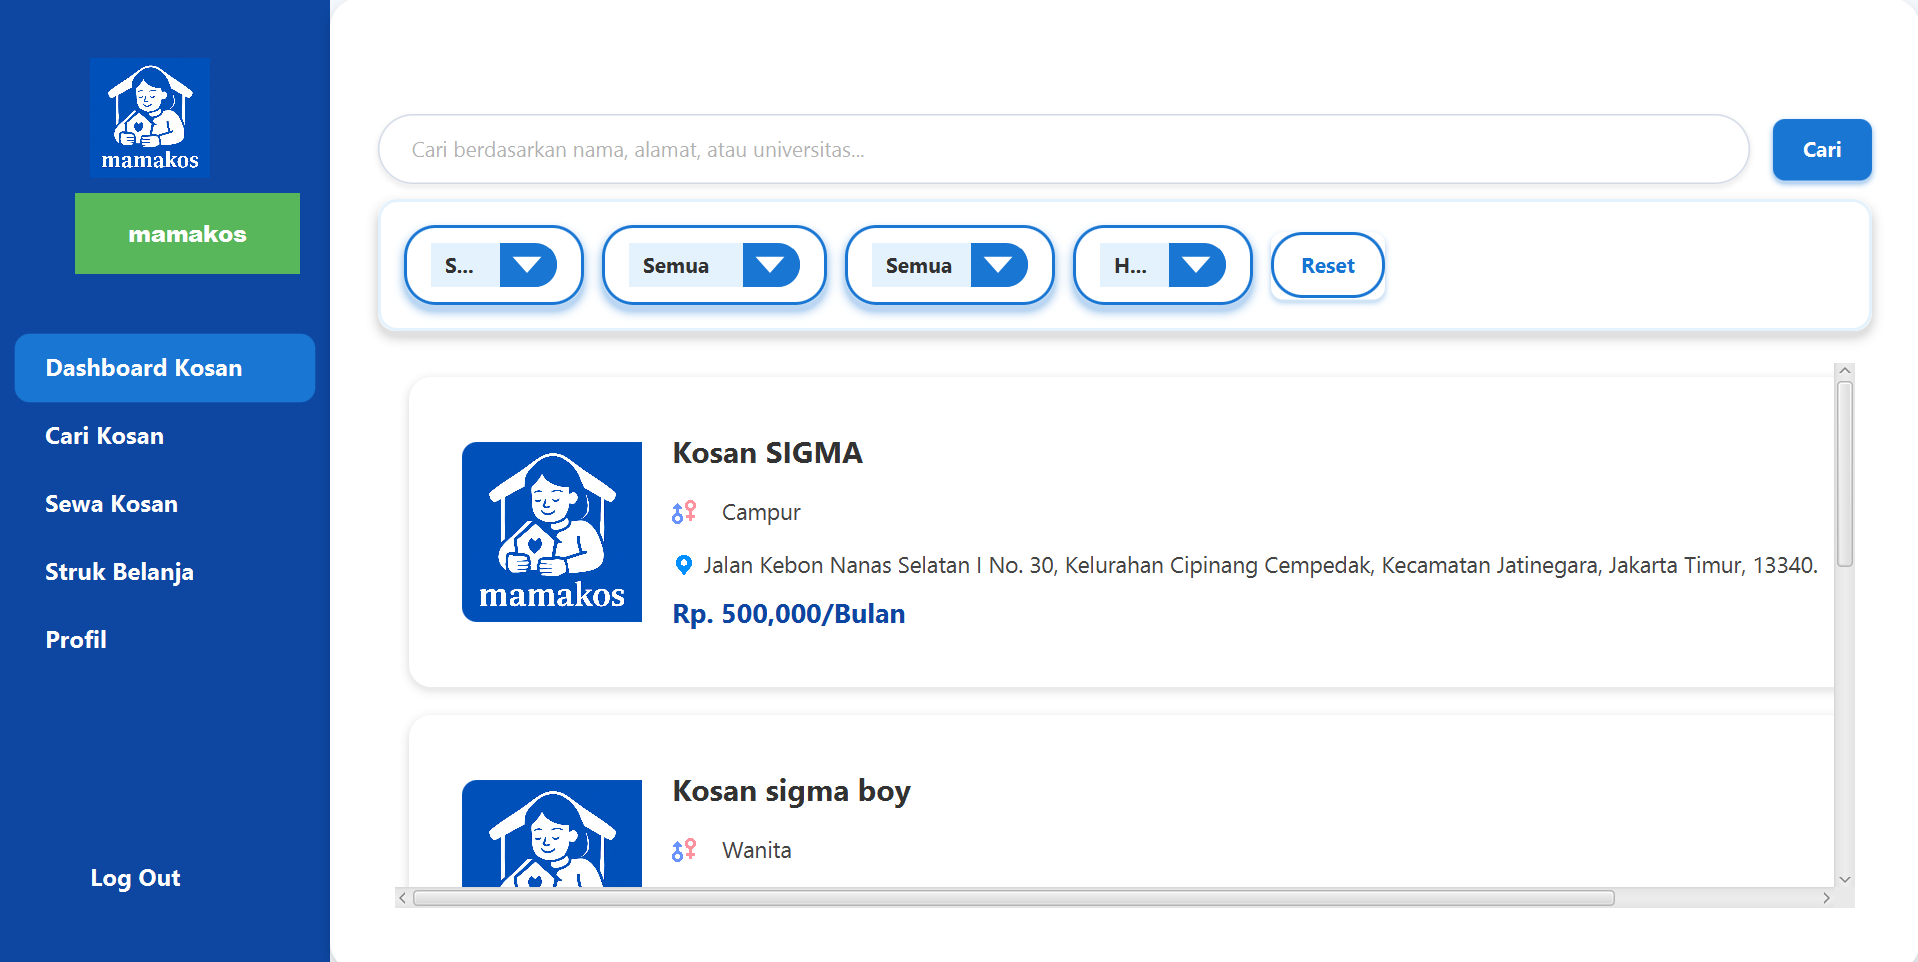 mamakos
mamakos
Dashboard Kosan
Cari Kosan
Sewa Kosan
Struk Belanja
Profil
Log Out
Cari berdasarkan nama, alamat, atau universitas...
Cari
S...
Semua
Semua
H...
Reset
mamakos
Kosan SIGMA
Campur
Jalan Kebon Nanas Selatan I No. 30, Kelurahan Cipinang Cempedak, Kecamatan Jatinegara, Jakarta Timur, 13340.
Rp. 500,000/Bulan
Kosan sigma boy
Wanita